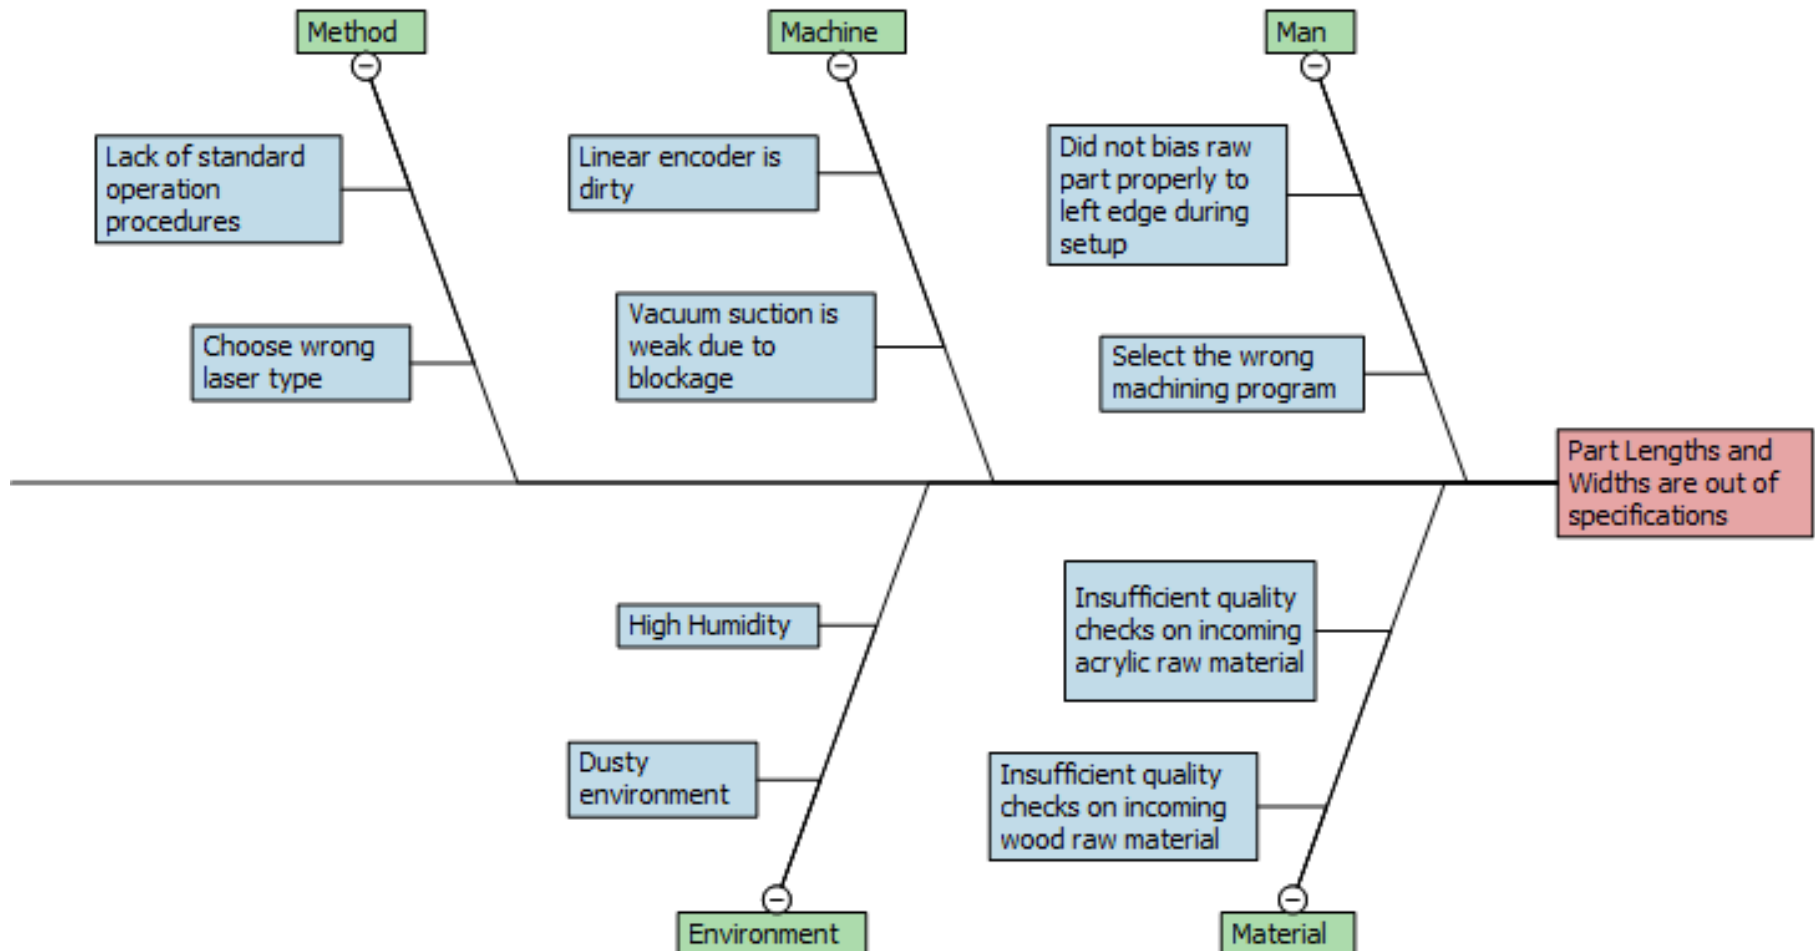 Method
Machine
Man
Lack of standard
operation
procedures
Linear encoder is
dirty
Did not bias raw
part properly to
left edge during
setup
Choose wrong
laser type
Vacuum suction is
weak due to
blockage
Select the wrong
machining program
Part Lengths and
Widths are out of
specifications
High Humidity
Insufficient quality
checks on incoming
acrylic raw material
Dusty
environment
Insufficient quality
checks on incoming
wood raw material
Environment
Material